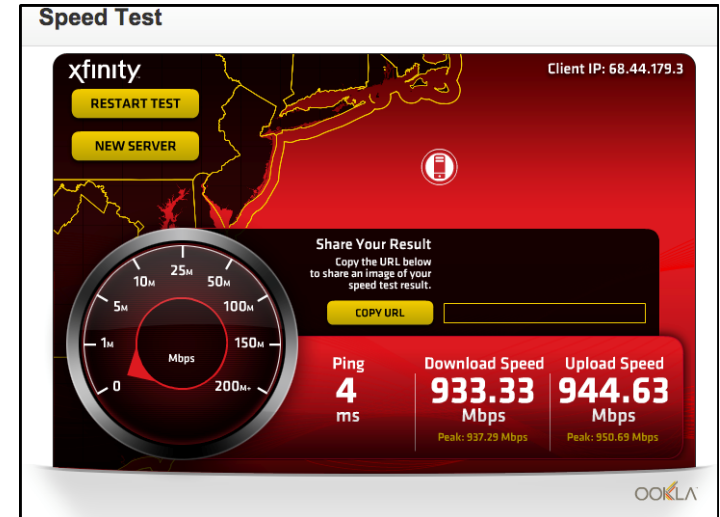 Speed Test
xfinity
Client IP: 68.44.179.3
RESTART TEST
NEW SERVER
Share Your Result
Copy the URL below
to share an image of your
speed test result.
COPY URL
0
1M
5M
10M
25M
50M
100M
150M
200M+
Mbps
Ping
4
ms
Download Speed
933.33
Mbps
Peak: 937.29 Mbps
Upload Speed
944.63
Mbps
Peak: 950.69 Mbps
OOKLA